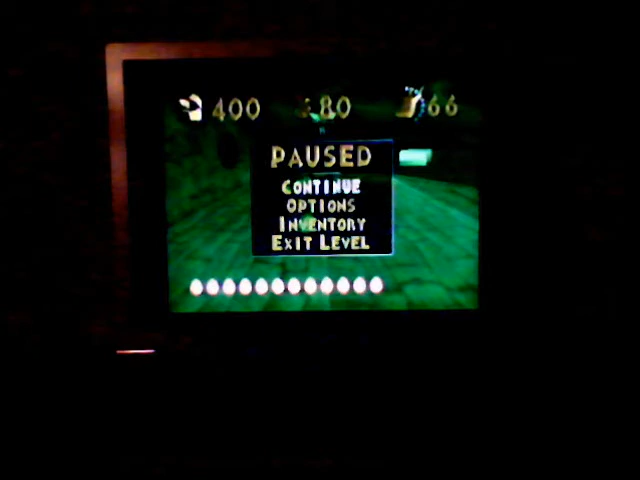 400 80 66
PAUSED
CONTINUE
OPTIONS
INVENTORY
EXIT LEVEL